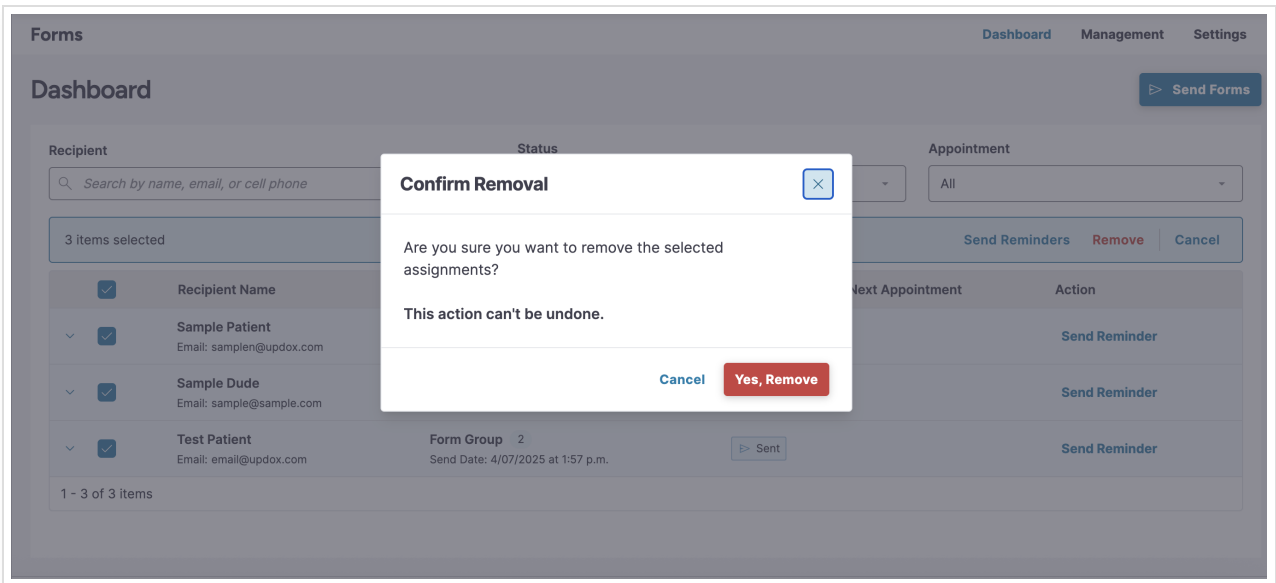 Forms
Dashboard
Management
Settings
Dashboard
Send Forms
Recipient
Status
Appointment
Search by name, email, or cell phone
All
Confirm Removal
Are you sure you want to remove the selected
assignments?
This action can't be undone.
Cancel
Yes, Remove
3 items selected
Send Reminders
Remove
Cancel
Recipient Name
Next Appointment
Action
Sample Patient
Email: samplen@updox.com
Send Reminder
Sample Dude
Email: sample@sample.com
Send Reminder
Test Patient
Email: email@updox.com
Form Group 2
Send Date: 4/07/2025 at 1:57 p.m.
Sent
Send Reminder
1 - 3 of 3 items